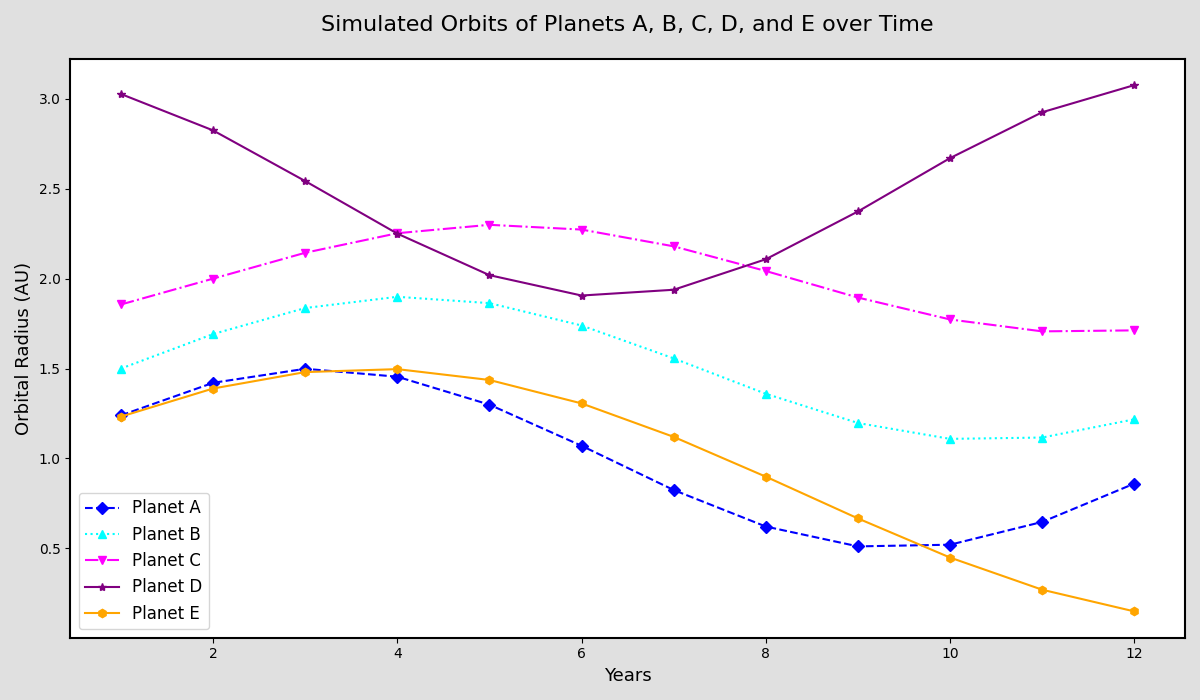 Simulated Orbits of Planets A, B, C, D, and E over Time
Orbital Radius (AU)
3.0
2.5
2.0
1.5
1.0
0.5
Planet A
Planet B
Planet C
Planet D
Planet E
2 4 6 8 10 12
Years